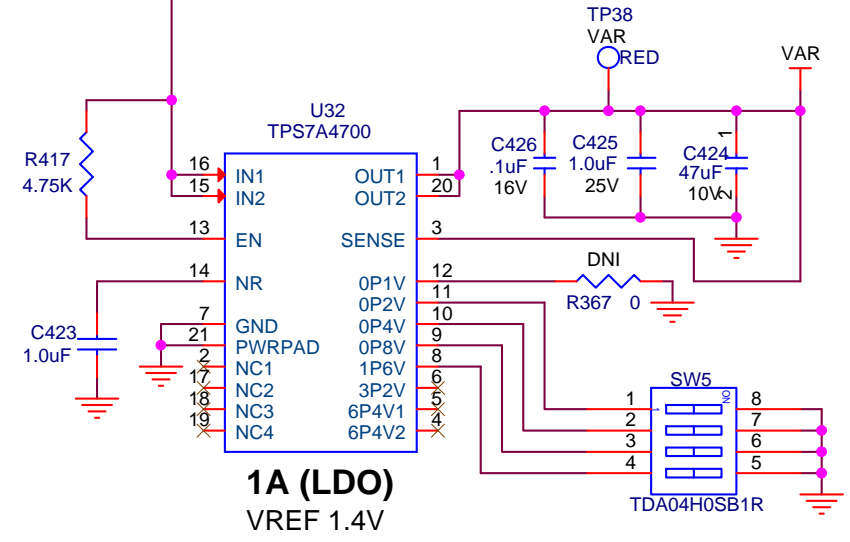 TP38
VAR
RED
VAR
U32
TPS7A4700
R417
4.75K
16 IN1 OUT1 1
15 IN2 OUT2 20
13 EN SENSE 3
14 NR 0P1V 12
0P2V 11
7 GND 0P4V 10
21 PWRPAD 0P8V 9
2 NC1 1P6V 8
17 NC2 3P2V 6
18 NC3 6P4V1 5
19 NC4 6P4V2 4
C426
.1uF
16V
C425
1.0uF
25V
C424
47uF
10V
1
2
DNI
R367 0
C423
1.0uF
SW5
ON
1 8
2 7
3 6
4 5
TDA04H0SB1R
1A (LDO)
VREF 1.4V